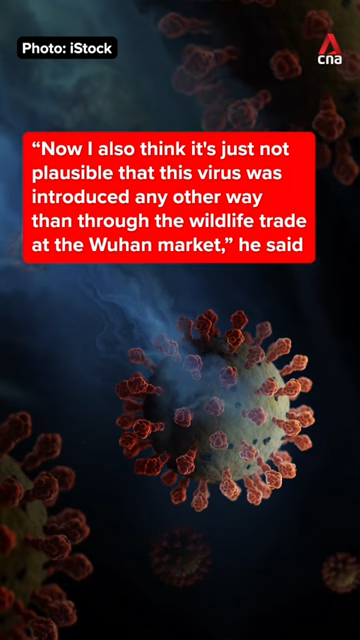 Photo: iStock
cna
“Now I also think it's just not
plausible that this virus was
introduced any other way
than through the wildlife trade
at the Wuhan market,” he said